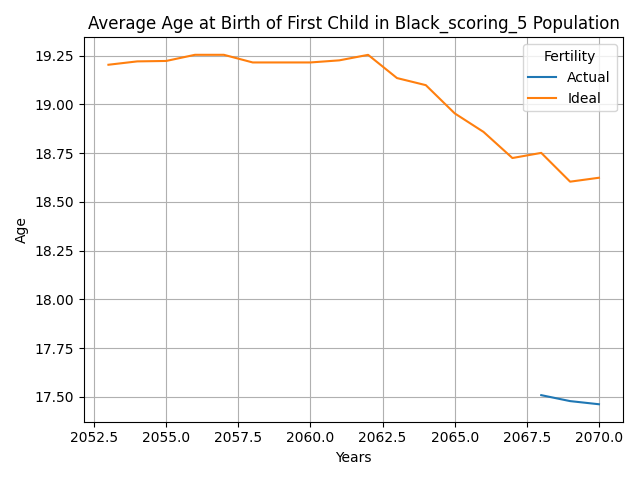 Average Age at Birth of First Child in Black_scoring_5 Population
Fertility
Actual
Ideal
Age
19.25
19.00
18.75
18.50
18.25
18.00
17.75
17.50
2052.5 2055.0 2057.5 2060.0 2062.5 2065.0 2067.5 2070.0
Years